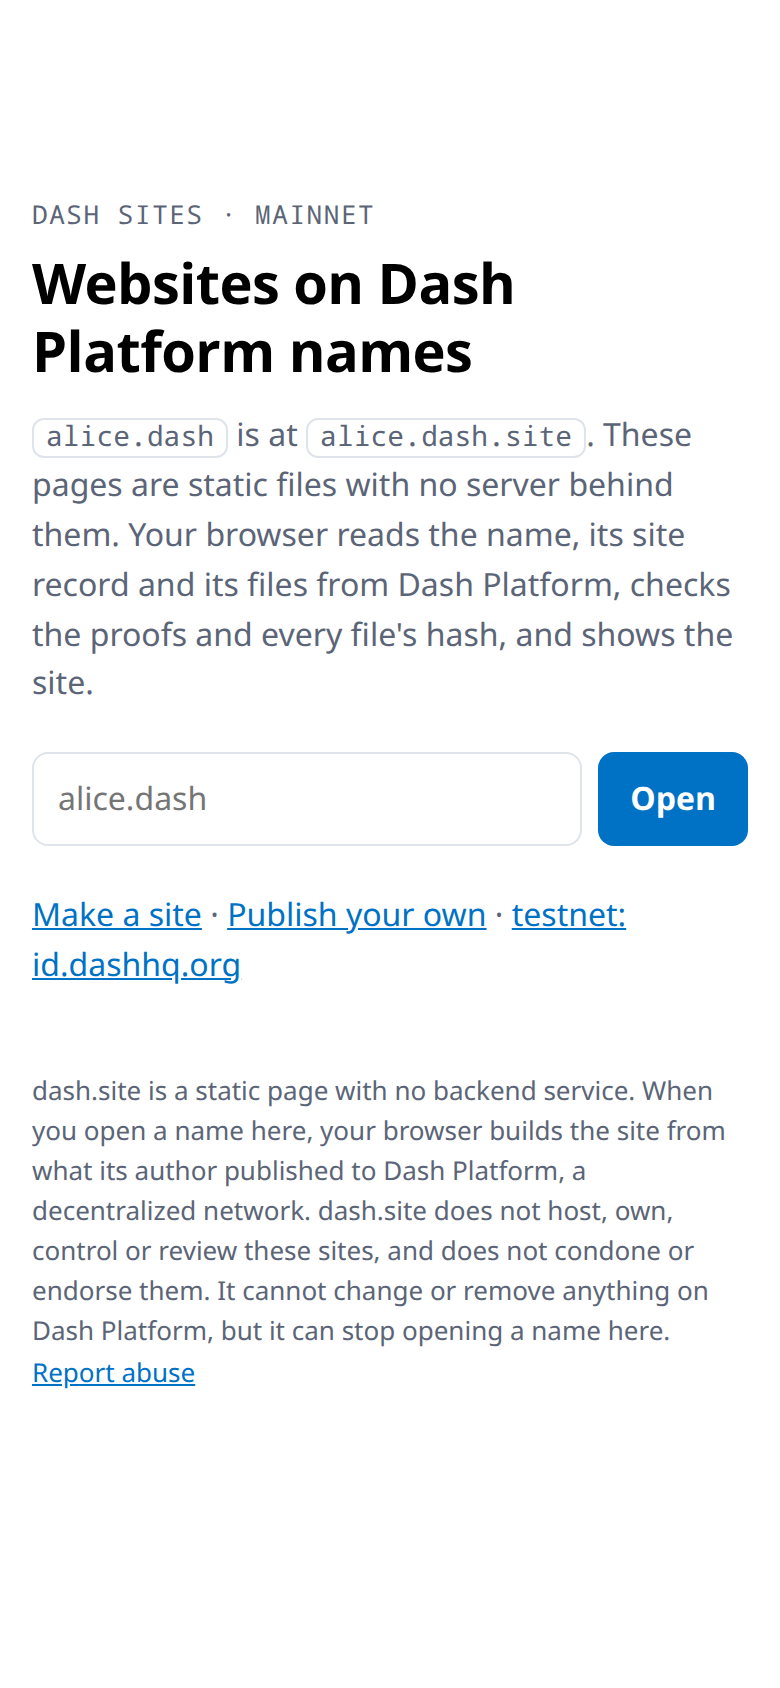 DASH SITES · MAINNET
Websites on Dash
Platform names
alice.dash is at alice.dash.site. These
pages are static files with no server behind
them. Your browser reads the name, its site
record and its files from Dash Platform, checks
the proofs and every file's hash, and shows the
site.
alice.dash
Open
Make a site · Publish your own · testnet:
id.dashhq.org
dash.site is a static page with no backend service. When
you open a name here, your browser builds the site from
what its author published to Dash Platform, a
decentralized network. dash.site does not host, own,
control or review these sites, and does not condone or
endorse them. It cannot change or remove anything on
Dash Platform, but it can stop opening a name here.
Report abuse